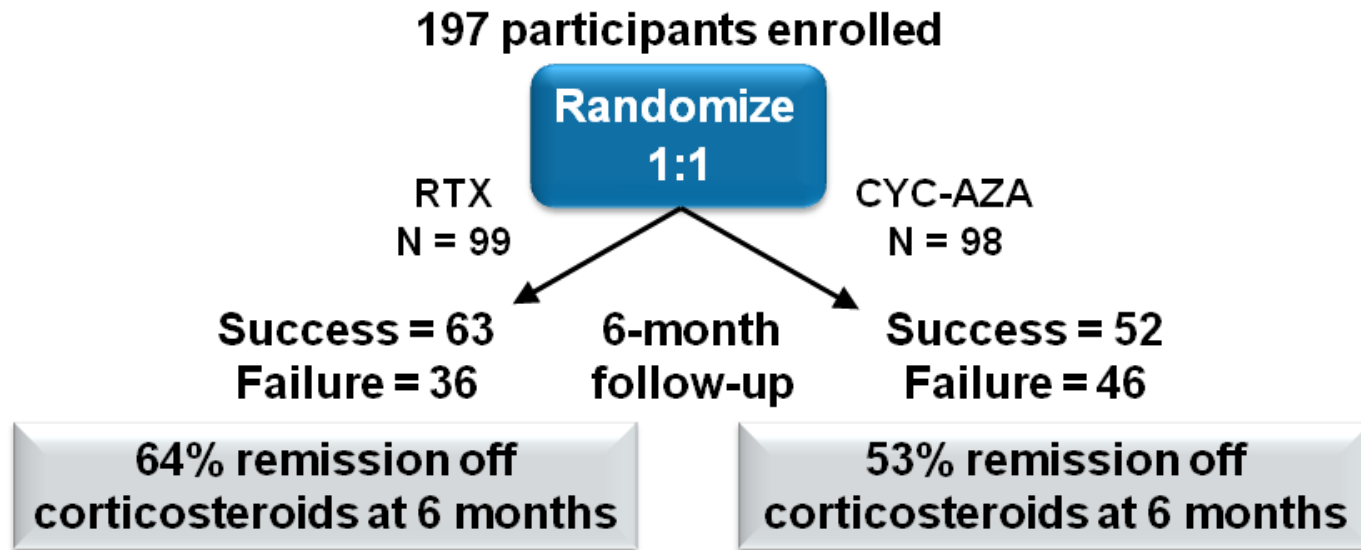 197 participants enrolled
Randomize
1:1
RTX
N = 99
CYC-AZA
N = 98
Success = 63
Failure = 36
6-month
follow-up
Success = 52
Failure = 46
64% remission off
corticosteroids at 6 months
53% remission off
corticosteroids at 6 months